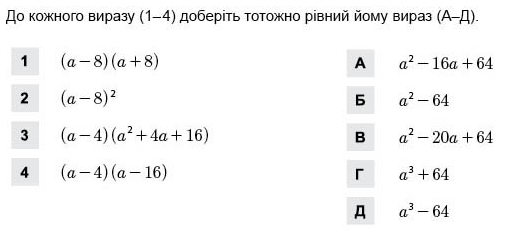 До кожного виразу (1–4) доберіть тотожно рівний йому вираз (А–Д).
1 (a − 8)(a + 8)
2 (a − 8)²
3 (a − 4)(a² + 4a + 16)
4 (a − 4)(a − 16)
А a² − 16a + 64
Б a² − 64
В a² − 20a + 64
Г a³ + 64
Д a³ − 64